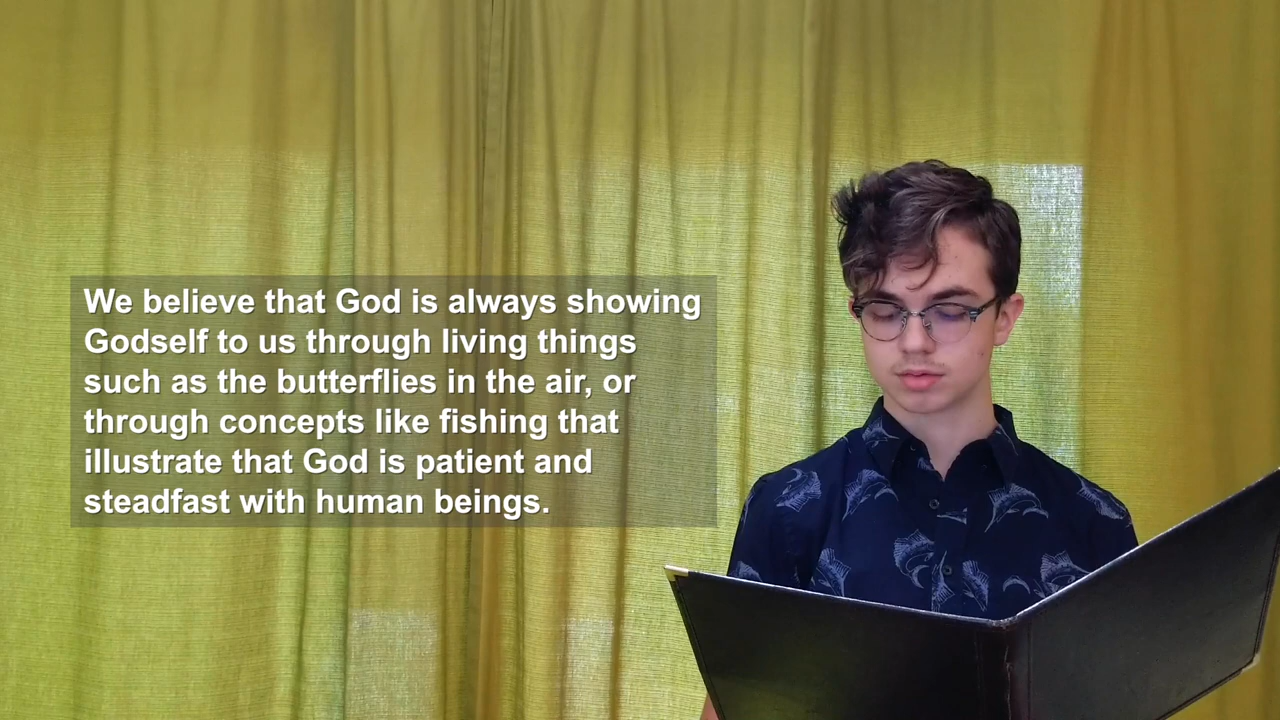 We believe that God is always showing
Godself to us through living things
such as the butterflies in the air, or
through concepts like fishing that
illustrate that God is patient and
steadfast with human beings.